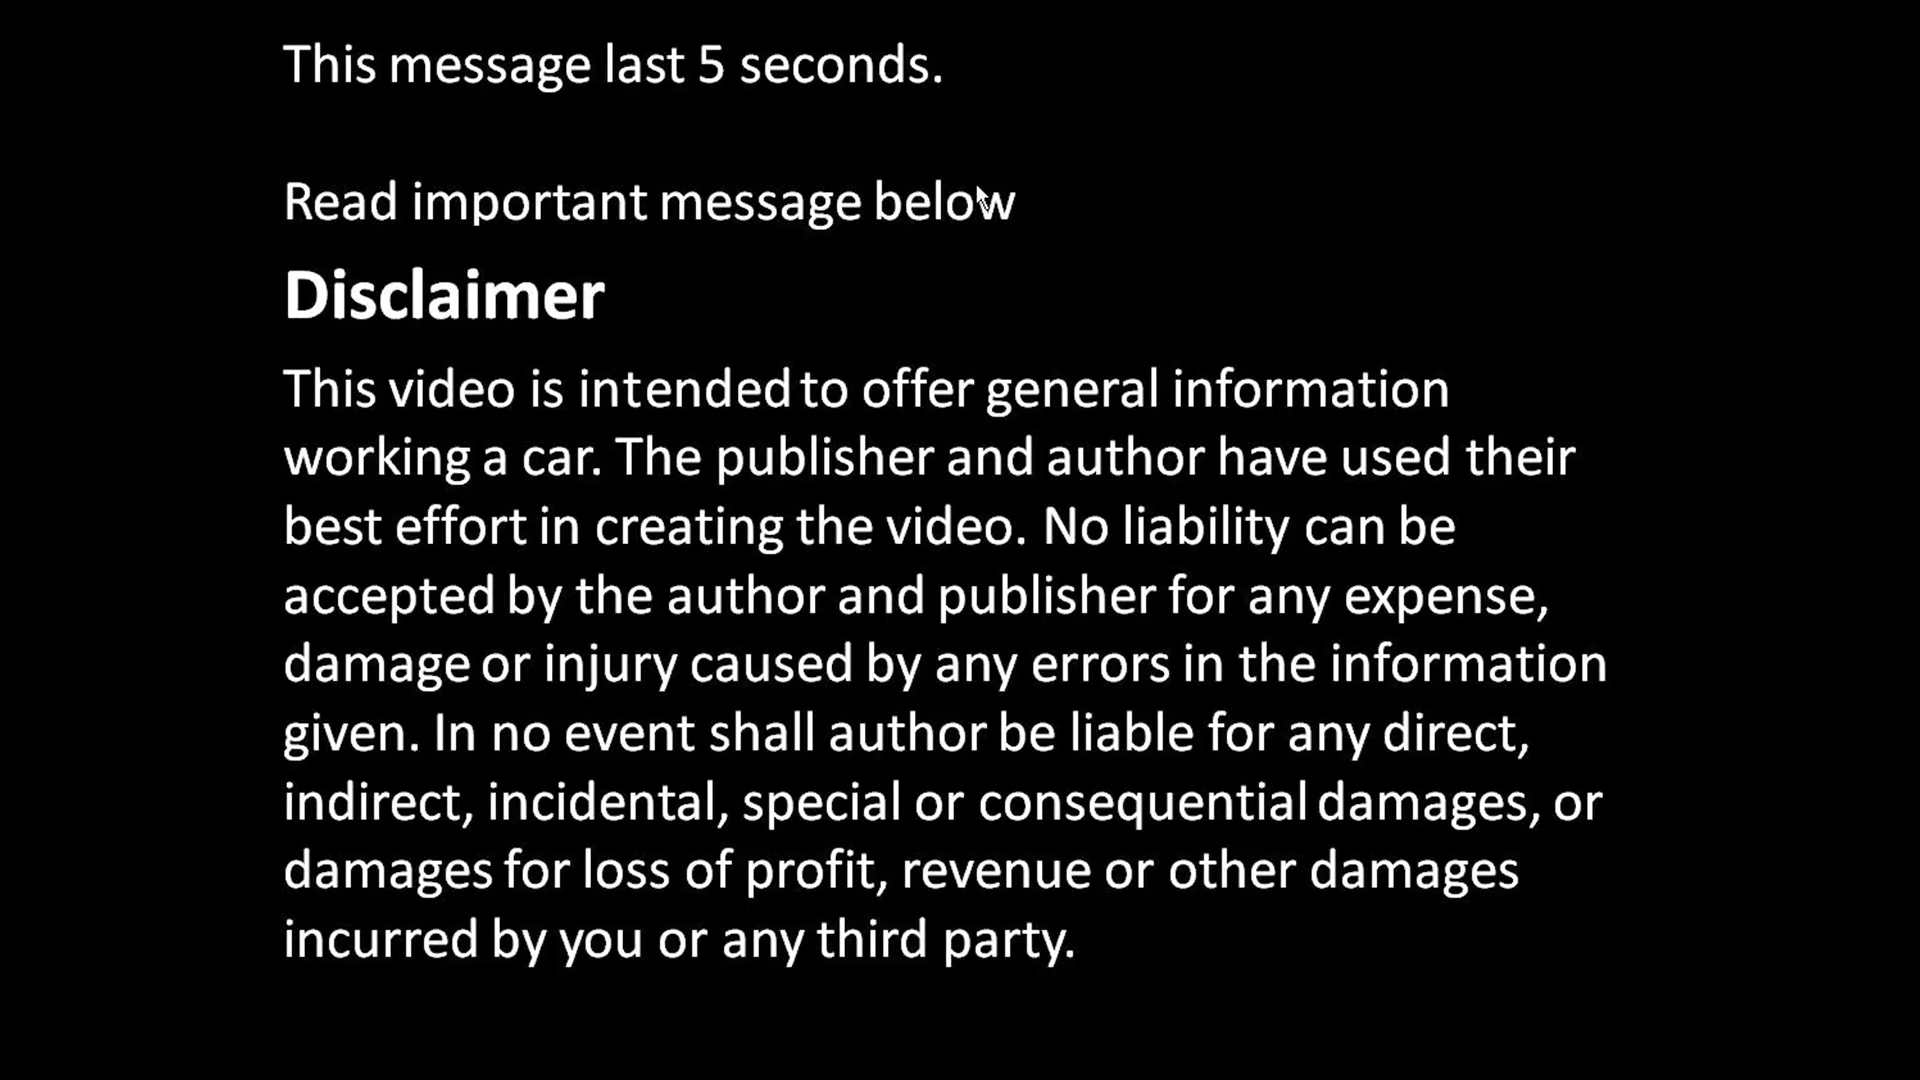 This message last 5 seconds.
Read important message below
Disclaimer
This video is intended to offer general information
working a car. The publisher and author have used their
best effort in creating the video. No liability can be
accepted by the author and publisher for any expense,
damage or injury caused by any errors in the information
given. In no event shall author be liable for any direct,
indirect, incidental, special or consequential damages, or
damages for loss of profit, revenue or other damages
incurred by you or any third party.